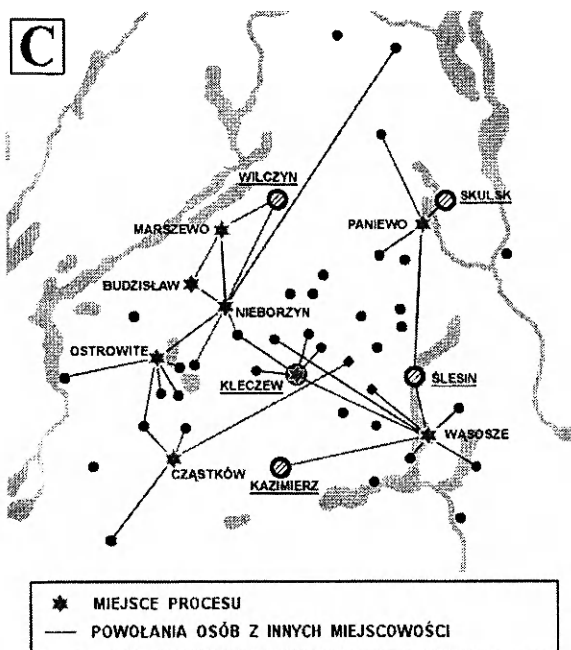 C
WILCZYN
SKULSK
MARSZEWO
PANIEWO
BUDZISŁAW
NIEBORZYN
OSTROWITE
KLECZEW
ŚLESIN
WĄSOSZE
CZĄSTKÓW
KAZIMIERZ
MIEJSCE PROCESU
POWOŁANIA OSÓB Z INNYCH MIEJSCOWOŚCI